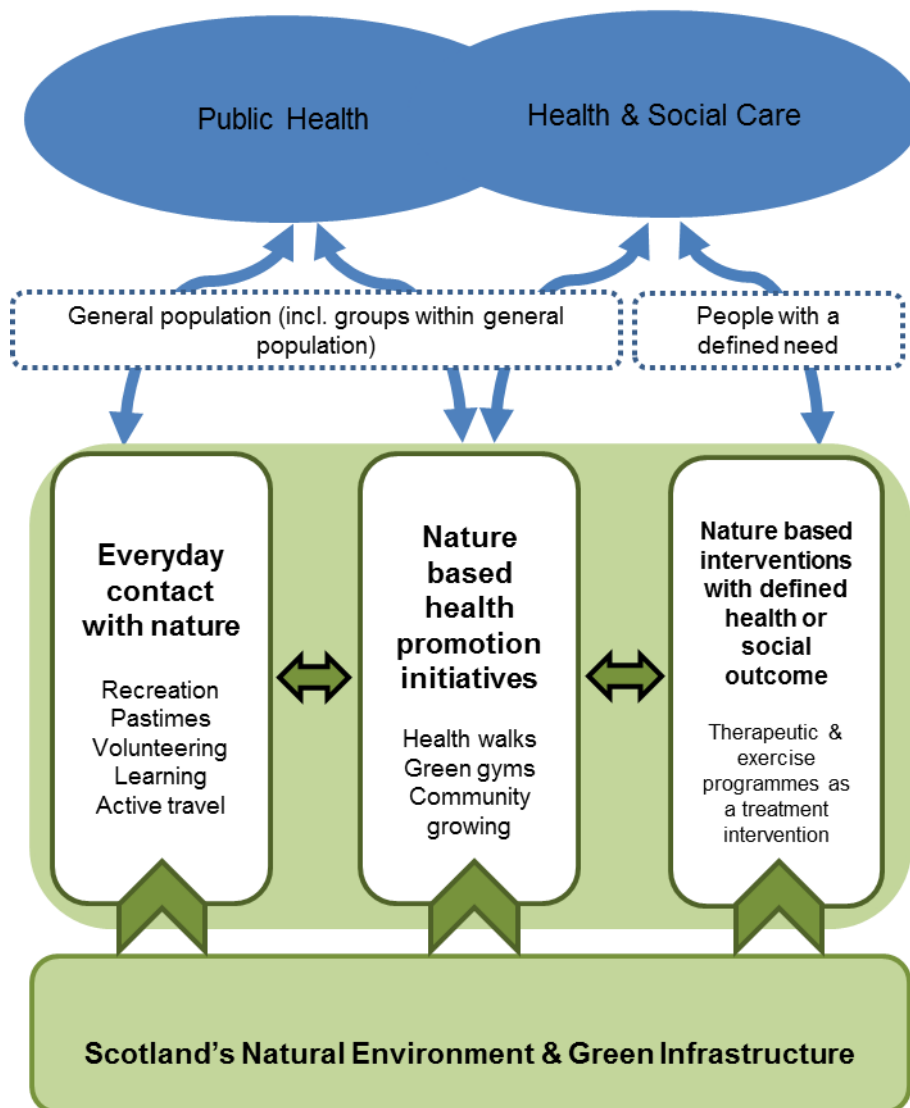 Public Health
Health & Social Care
General population (incl. groups within general
population)
People with a
defined need
Everyday
contact
with nature
Recreation
Pastimes
Volunteering
Learning
Active travel
Nature
based
health
promotion
initiatives
Health walks
Green gyms
Community
growing
Nature based
interventions
with defined
health or
social
outcome
Therapeutic &
exercise
programmes as
a treatment
intervention
Scotland's Natural Environment & Green Infrastructure